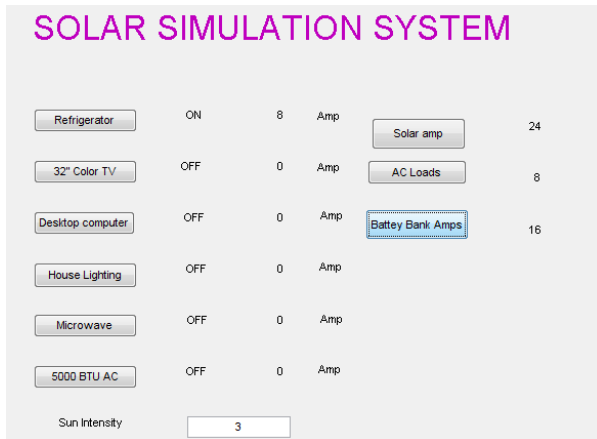 SOLAR SIMULATION SYSTEM
Refrigerator ON 8 Amp Solar amp 24
32" Color TV OFF 0 Amp AC Loads 8
Desktop computer OFF 0 Amp Battey Bank Amps 16
House Lighting OFF 0 Amp
Microwave OFF 0 Amp
5000 BTU AC OFF 0 Amp
Sun Intensity 3